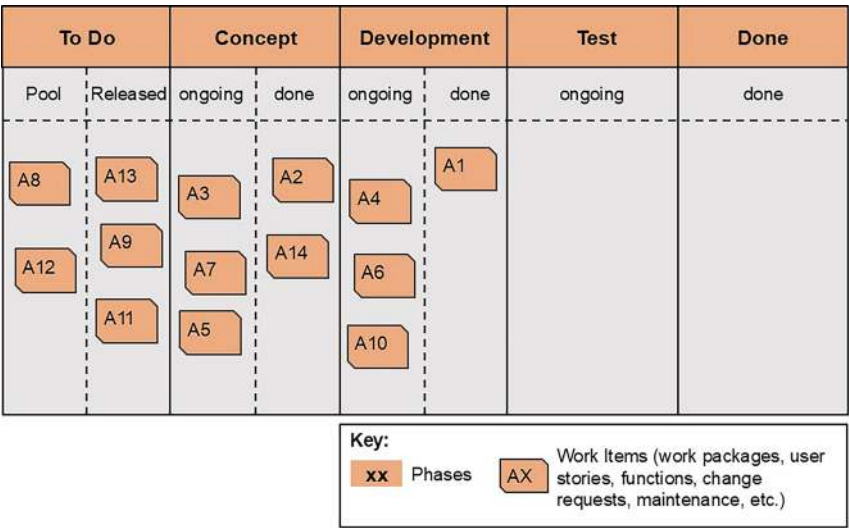 To Do Concept Development Test Done
Pool Released ongoing done ongoing done ongoing done
A8 A13 A3 A2 A4 A1
A12 A9 A7 A14 A6
A11 A5 A10
Key:
xx Phases
AX Work Items (work packages, user
stories, functions, change
requests, maintenance, etc.)